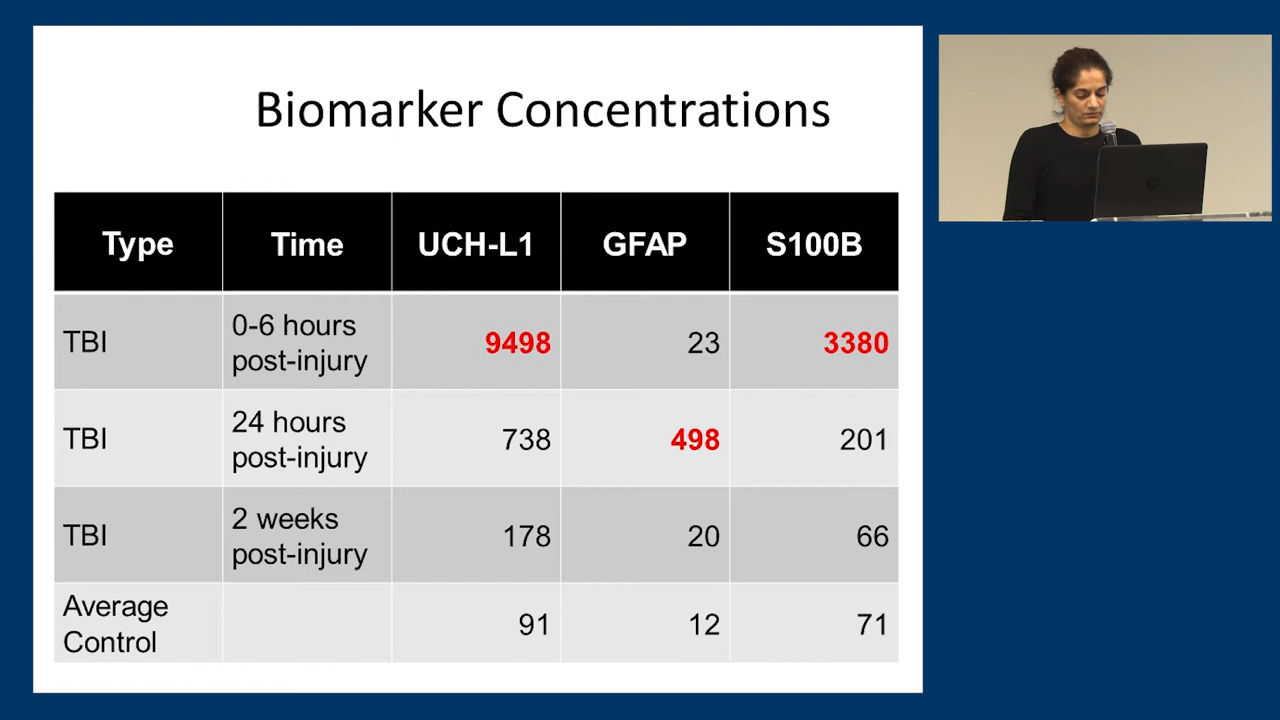 Biomarker Concentrations
Type Time UCH-L1 GFAP S100B
TBI 0-6 hours post-injury 9498 23 3380
TBI 24 hours post-injury 738 498 201
TBI 2 weeks post-injury 178 20 66
Average Control 91 12 71